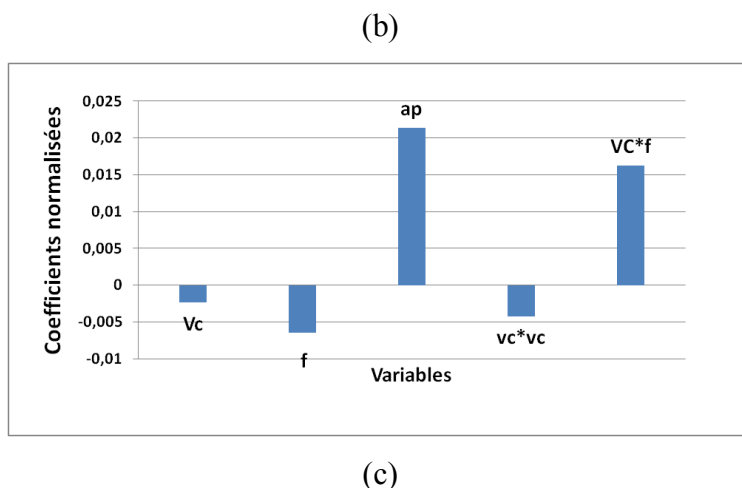 (b)
Coefficients normalisées
0,025
0,02
0,015
0,01
0,005
0
-0,005
-0,01
ap
VC*f
Vc
f
vc*vc
Variables
(c)